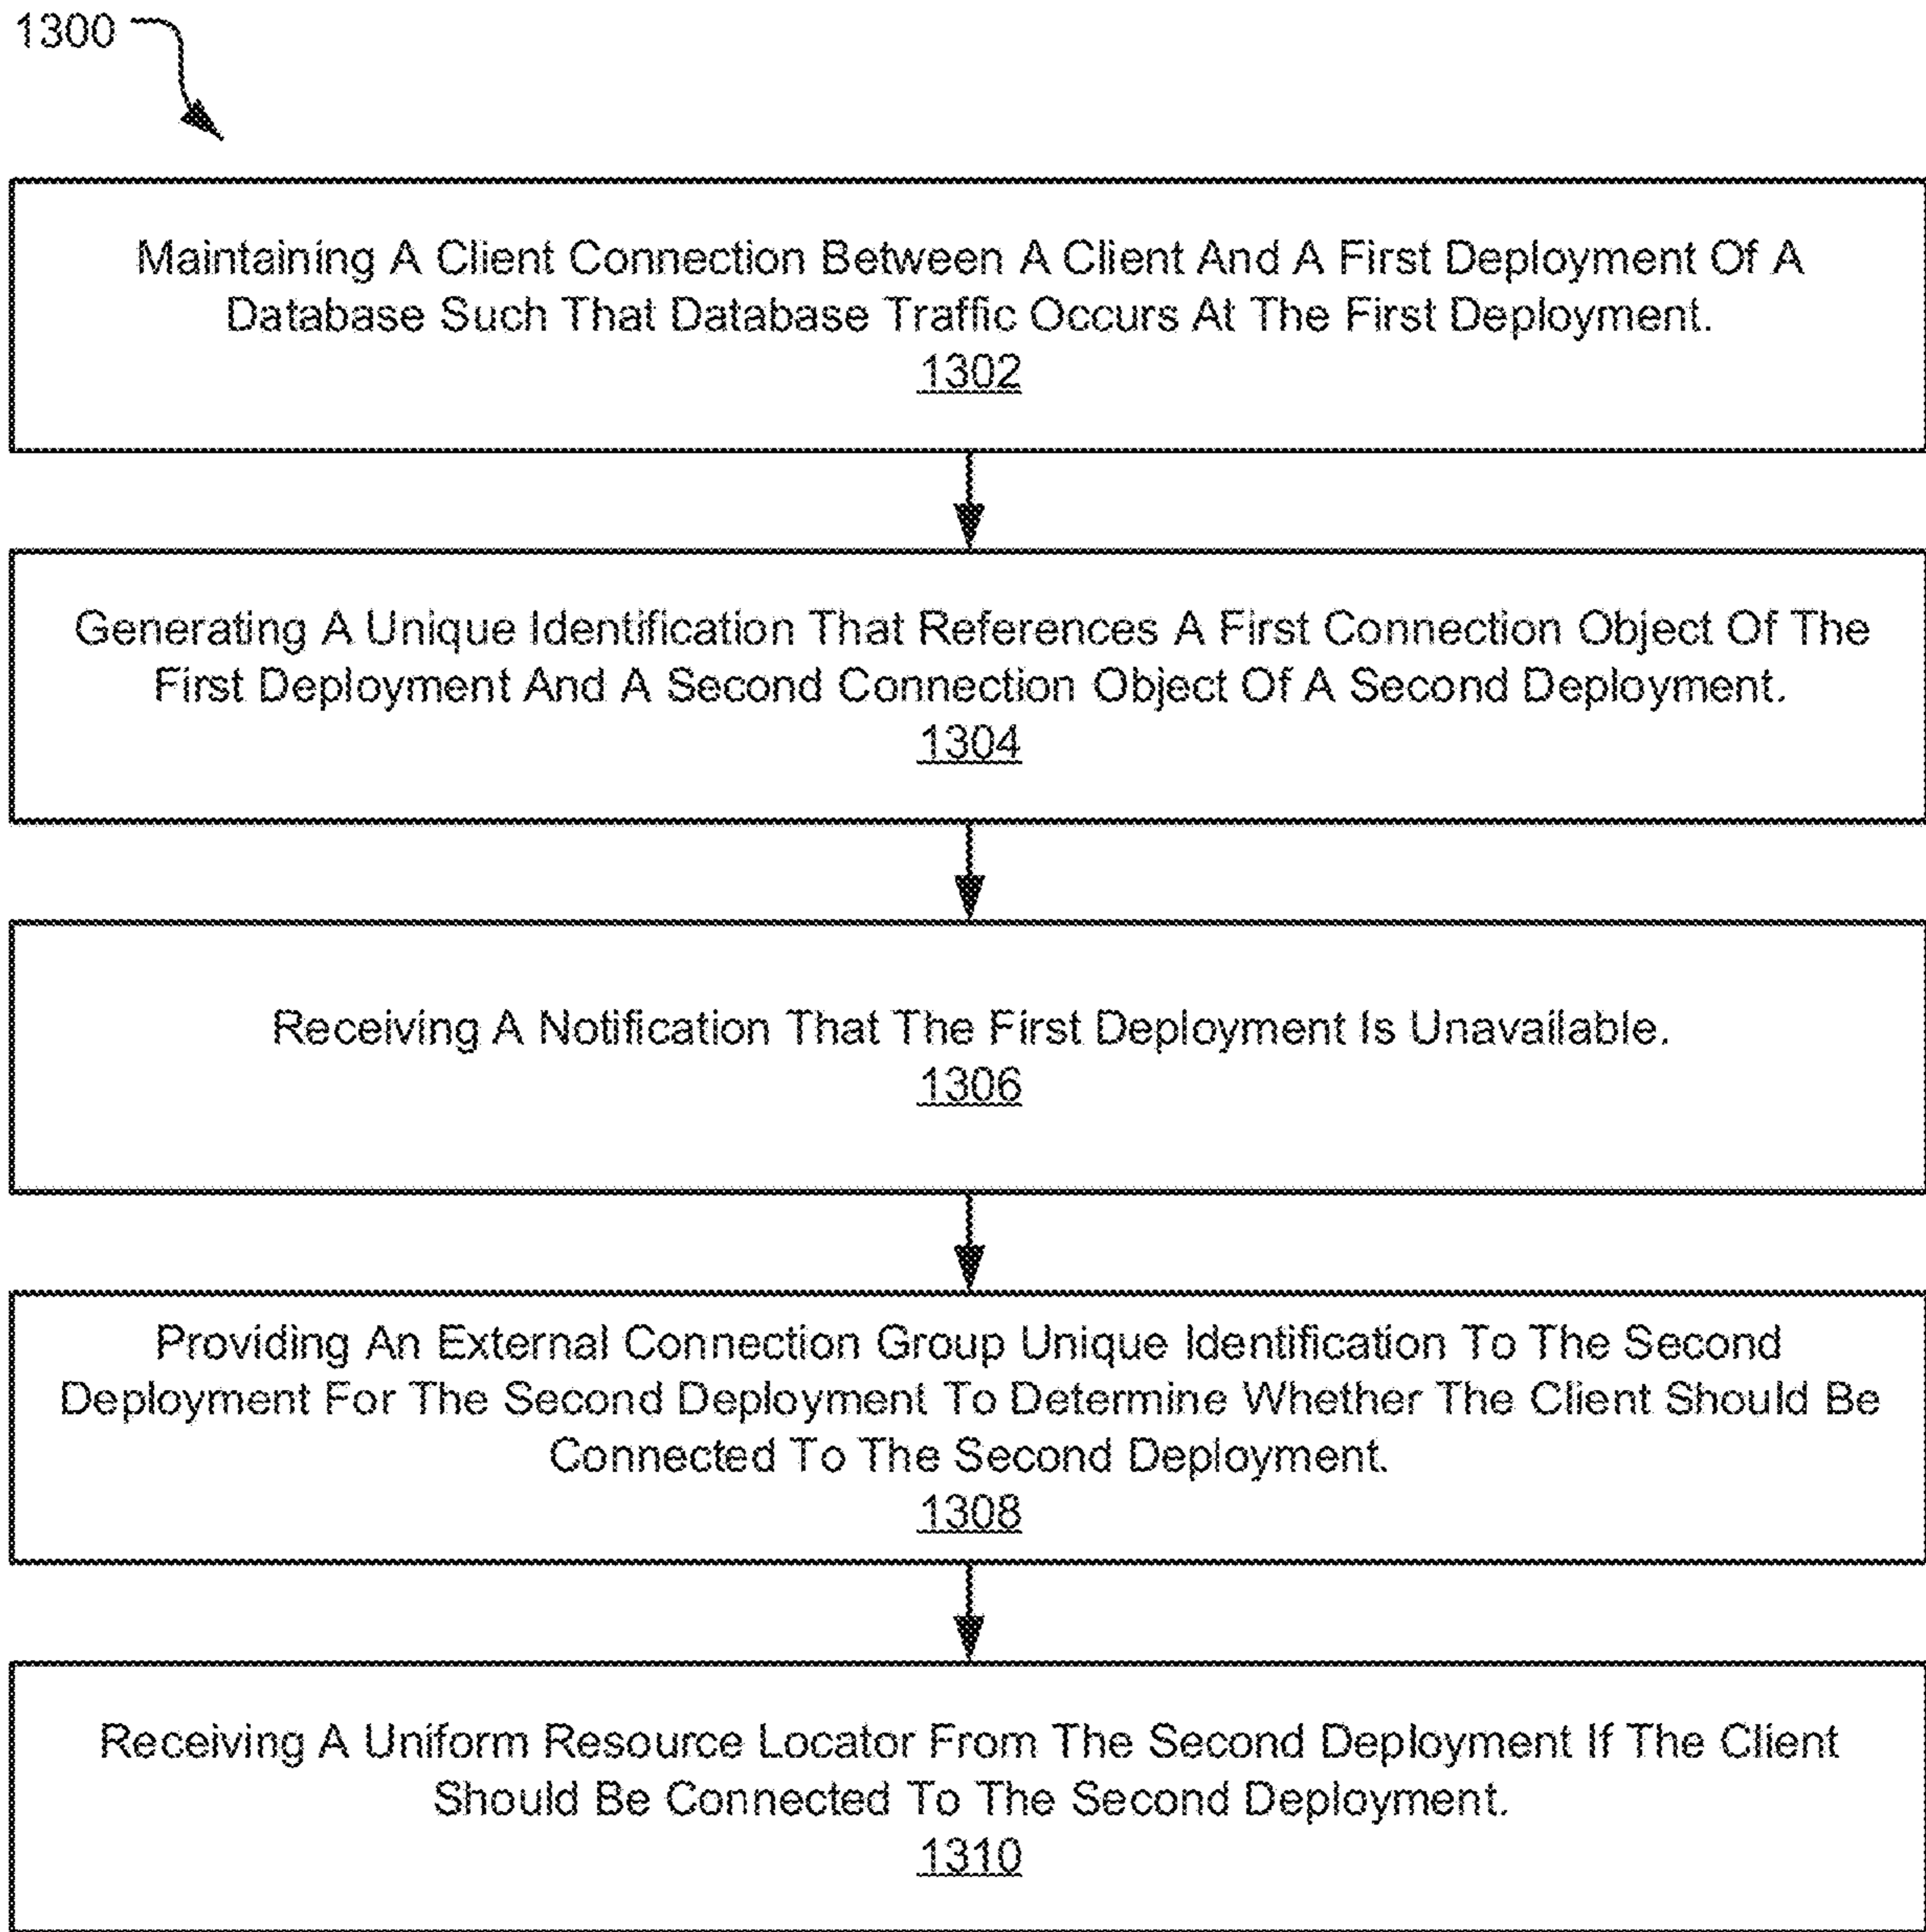 1300
Maintaining A Client Connection Between A Client And A First Deployment Of A
Database Such That Database Traffic Occurs At The First Deployment.
1302
Generating A Unique Identification That References A First Connection Object Of The
First Deployment And A Second Connection Object Of A Second Deployment.
1304
Receiving A Notification That The First Deployment Is Unavailable.
1306
Providing An External Connection Group Unique Identification To The Second
Deployment For The Second Deployment To Determine Whether The Client Should Be
Connected To The Second Deployment.
1308
Receiving A Uniform Resource Locator From The Second Deployment If The Client
Should Be Connected To The Second Deployment.
1310